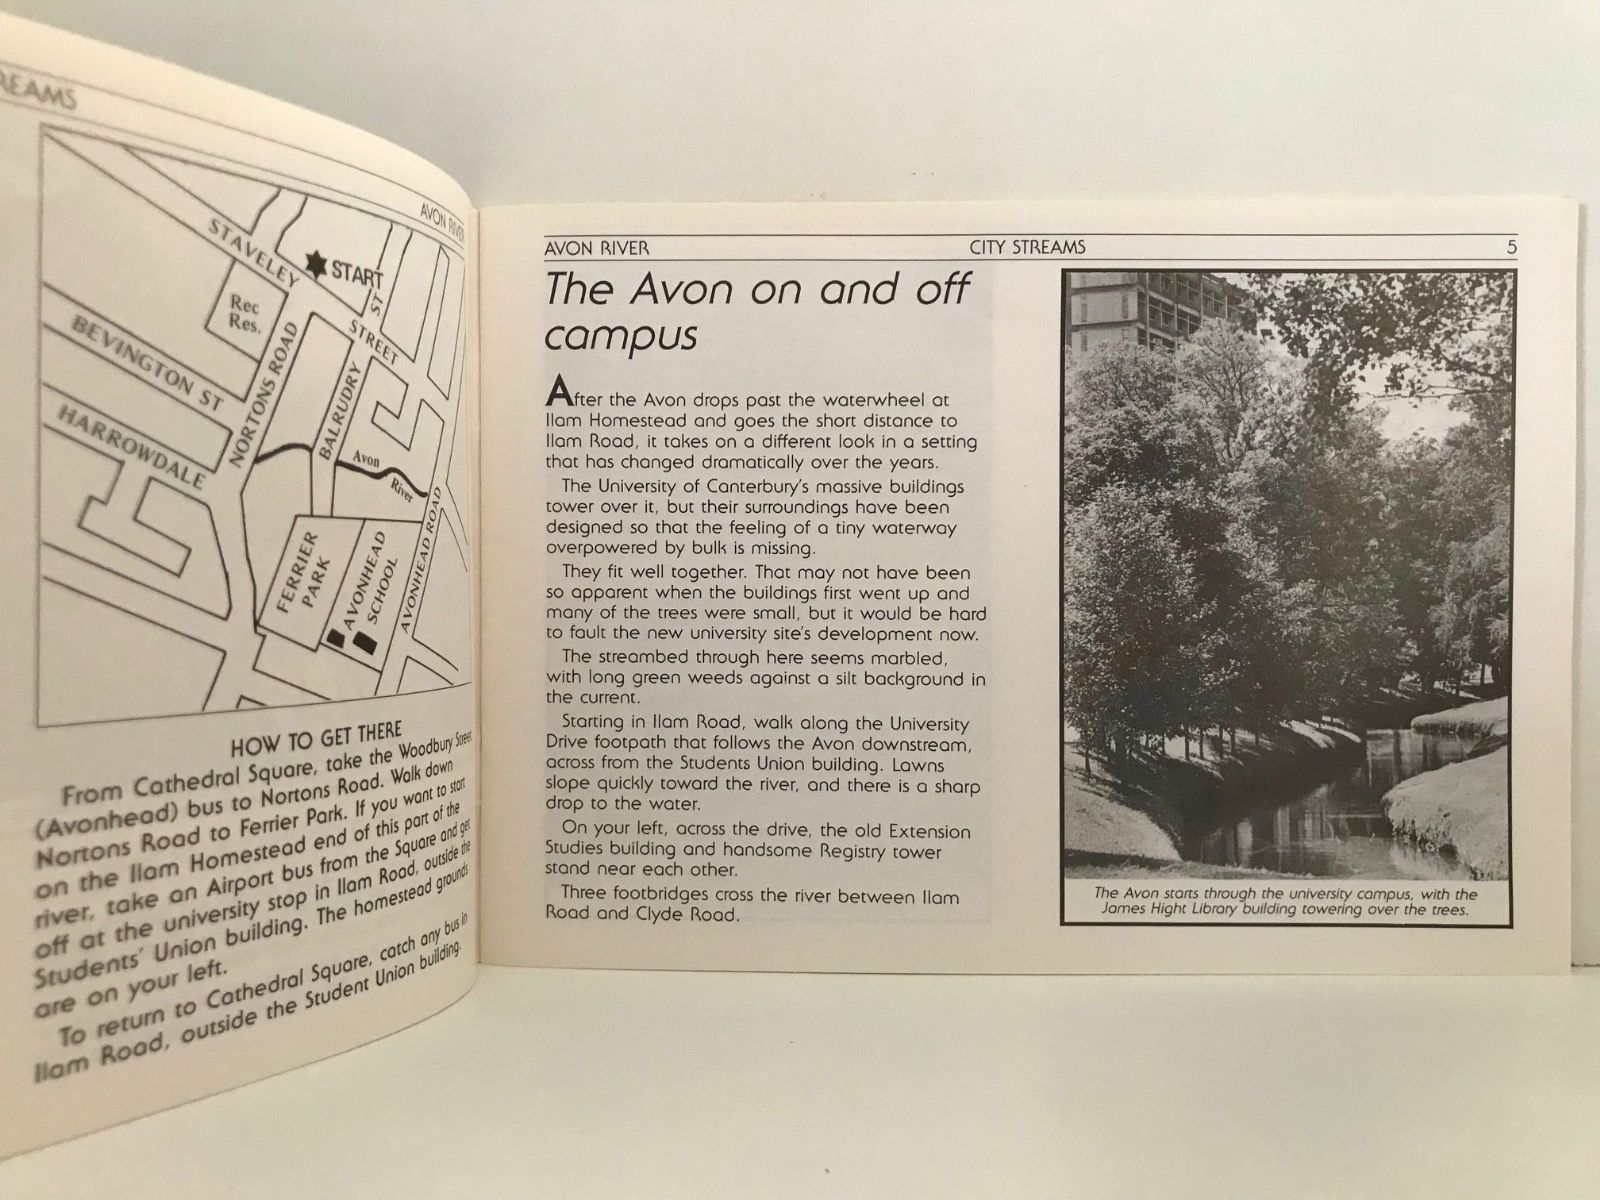 REAMS
AVON RIVER
STAVELEY
START
ST
Rec
Res.
STREET
BEVINGTON ST
NORTONS ROAD
BALRUDRY
HARROWDALE
Avon
River
FERRIER
PARK
AVONHEAD
SCHOOL
AVONHEAD ROAD
HOW TO GET THERE
From Cathedral Square, take the Woodbury Street
(Avonhead) bus to Nortons Road. Walk down
Nortons Road to Ferrier Park. If you want to start
on the Ilam Homestead end of this part of the
river, take an Airport bus from the Square and get
off at the university stop in Ilam Road, outside the
Students' Union building. The homestead grounds
are on your left.
To return to Cathedral Square, catch any bus in
Ilam Road, outside the Student Union building.
AVON RIVER CITY STREAMS 5
The Avon on and off
campus
After the Avon drops past the waterwheel at
Ilam Homestead and goes the short distance to
Ilam Road, it takes on a different look in a setting
that has changed dramatically over the years.
The University of Canterbury's massive buildings
tower over it, but their surroundings have been
designed so that the feeling of a tiny waterway
overpowered by bulk is missing.
They fit well together. That may not have been
so apparent when the buildings first went up and
many of the trees were small, but it would be hard
to fault the new university site's development now.
The streambed through here seems marbled,
with long green weeds against a silt background in
the current.
Starting in Ilam Road, walk along the University
Drive footpath that follows the Avon downstream,
across from the Students Union building. Lawns
slope quickly toward the river, and there is a sharp
drop to the water.
On your left, across the drive, the old Extension
Studies building and handsome Registry tower
stand near each other.
Three footbridges cross the river between Ilam
Road and Clyde Road.
The Avon starts through the university campus, with the
James Hight Library building towering over the trees.